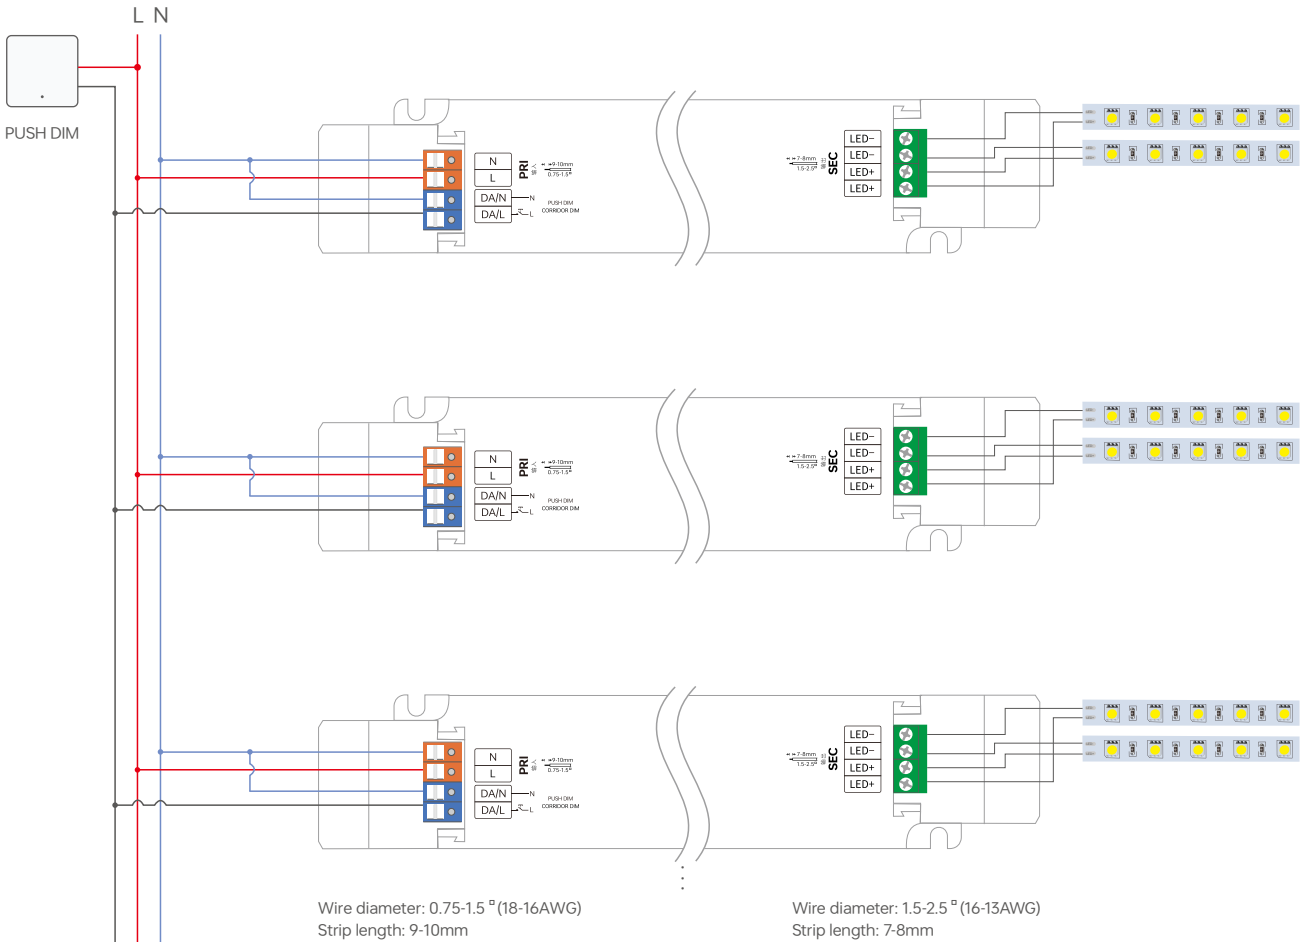 L N
PUSH DIM
N
L
DA/N
DA/L
PRI
9-10mm
0.75-1.5
N
L
PUSH DIM
CORRIDOR DIM
7-8mm
1.5-2.5
SEC
LED-
LED-
LED+
LED+
N
L
DA/N
DA/L
PRI
9-10mm
0.75-1.5
N
L
PUSH DIM
CORRIDOR DIM
7-8mm
1.5-2.5
SEC
LED-
LED-
LED+
LED+
N
L
DA/N
DA/L
PRI
9-10mm
0.75-1.5
N
L
PUSH DIM
CORRIDOR DIM
7-8mm
1.5-2.5
SEC
LED-
LED-
LED+
LED+
Wire diameter: 0.75-1.5 □ (18-16AWG)
Strip length: 9-10mm
Wire diameter: 1.5-2.5 □ (16-13AWG)
Strip length: 7-8mm